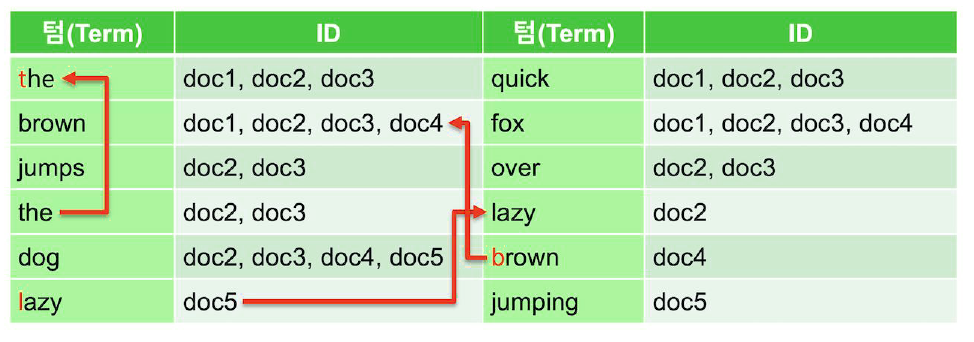 텀(Term) ID 텀(Term) ID
the doc1, doc2, doc3 quick doc1, doc2, doc3
brown doc1, doc2, doc3, doc4 fox doc1, doc2, doc3, doc4
jumps doc2, doc3 over doc2, doc3
the doc2, doc3 lazy doc2
dog doc2, doc3, doc4, doc5 brown doc4
lazy doc5 jumping doc5